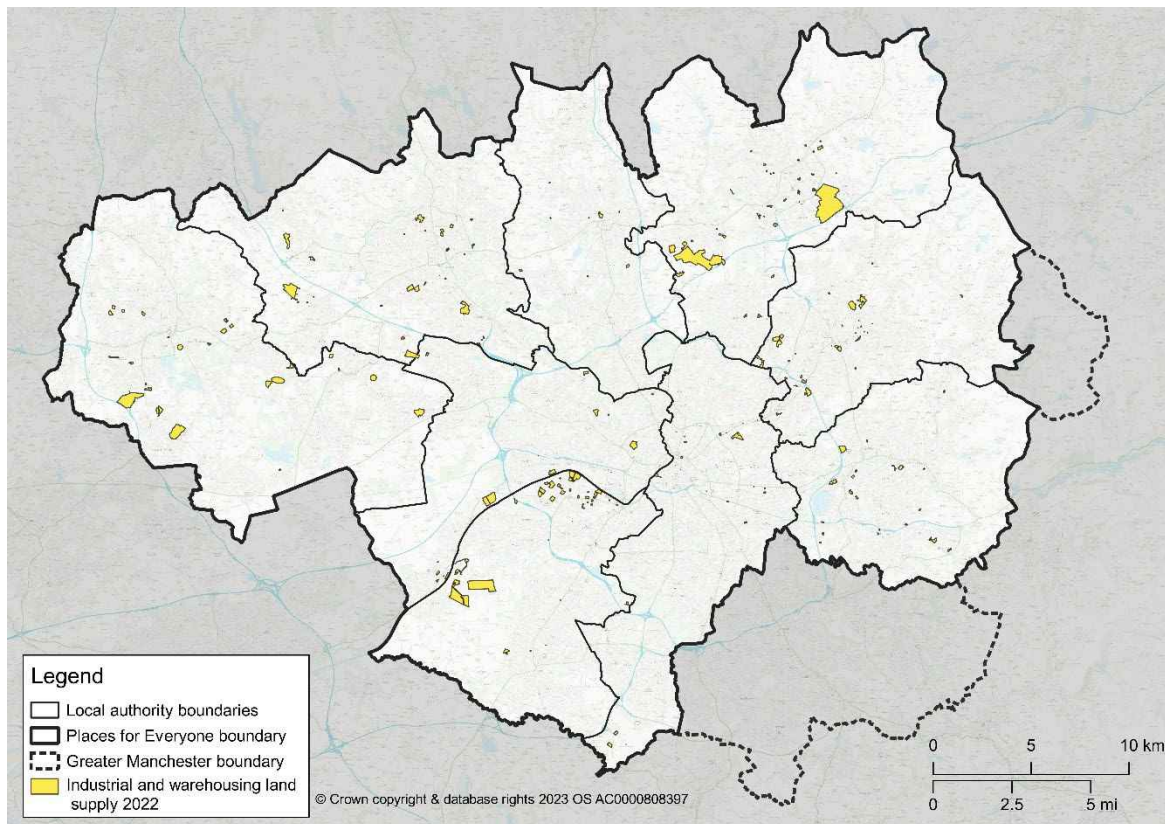 Legend
Local authority boundaries
Places for Everyone boundary
Greater Manchester boundary
Industrial and warehousing land
supply 2022
© Crown copyright & database rights 2023 OS AC0000808397
0 5 10 km
0 2.5 5 mi